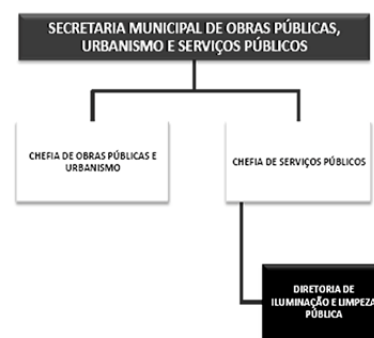 SECRETARIA MUNICIPAL DE OBRAS PÚBLICAS,
URBANISMO E SERVIÇOS PÚBLICOS
CHEFIA DE OBRAS PÚBLICAS E
URBANISMO
CHEFIA DE SERVIÇOS PÚBLICOS
DIRETORIA DE
ILUMINAÇÃO E LIMPEZA
PÚBLICA